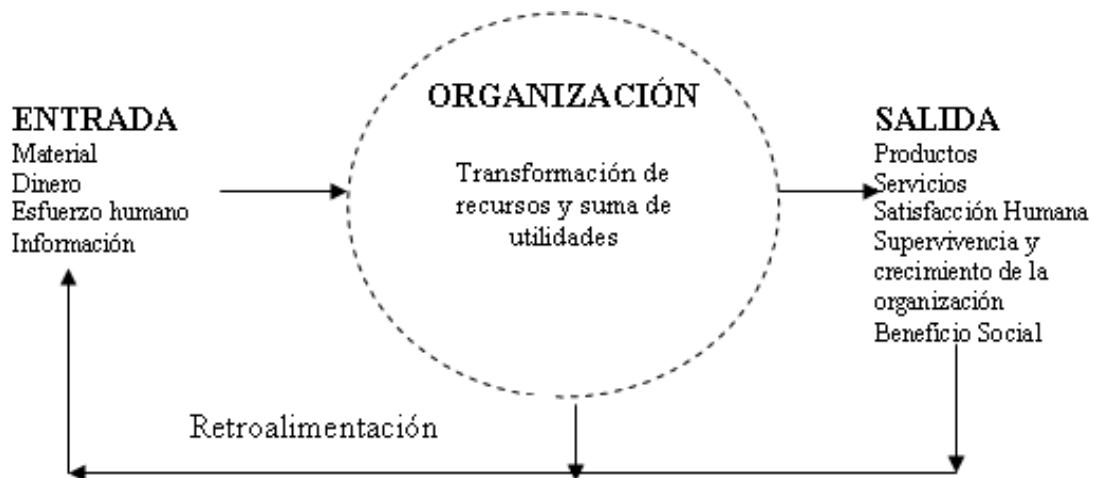 ENTRADA
Material
Dinero
Esfuerzo humano
Información
ORGANIZACIÓN
Transformación de
recursos y suma de
utilidades
SALIDA
Productos
Servicios
Satisfacción Humana
Supervivencia y
crecimiento de la
organización
Beneficio Social
Retroalimentación